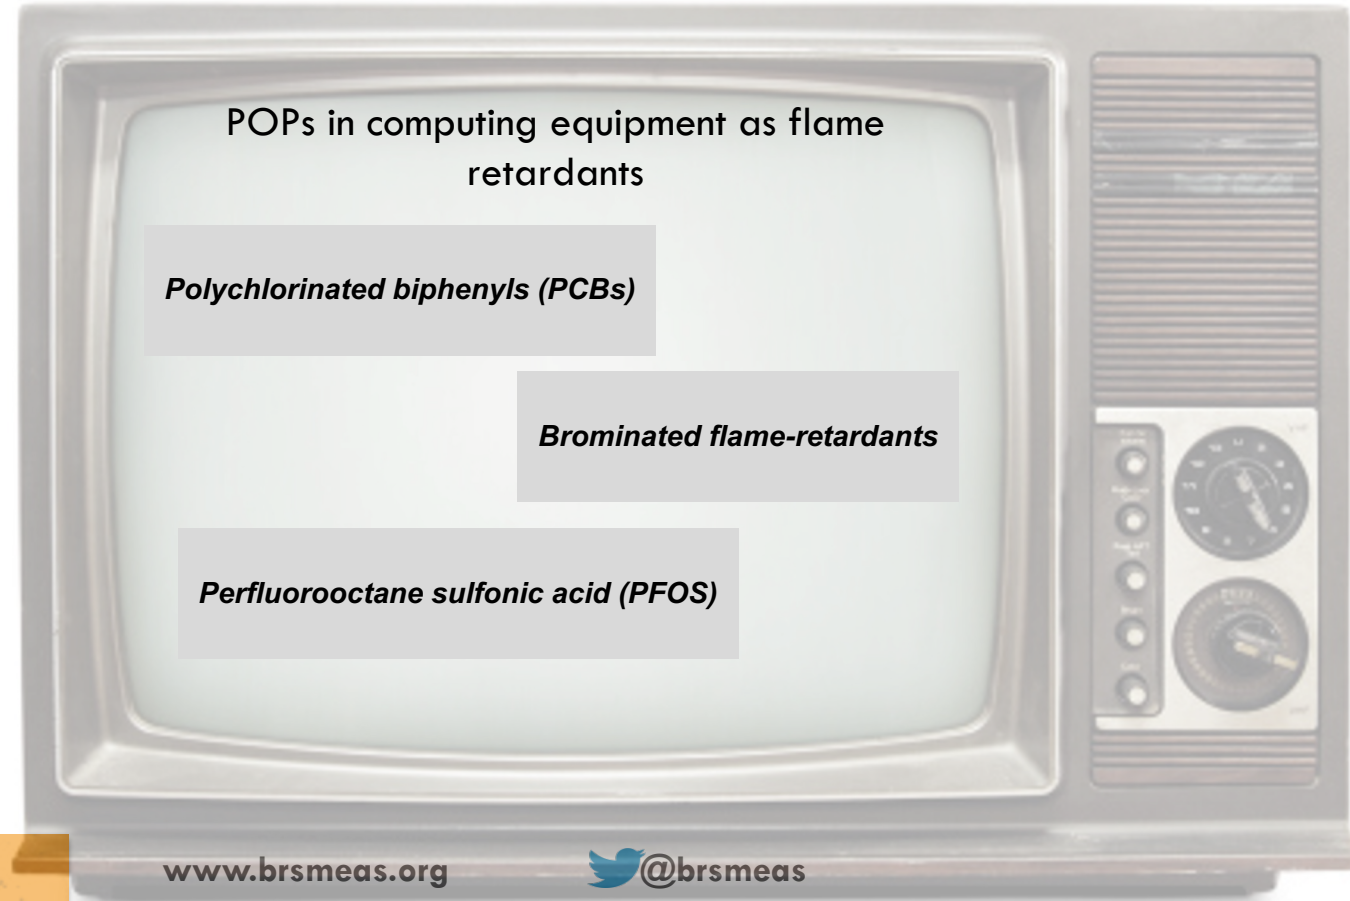 POPs in computing equipment as flame
retardants
Polychlorinated biphenyls (PCBs)
Brominated flame-retardants
Perfluorooctane sulfonic acid (PFOS)
www.brsmeas.org
@brsmeas